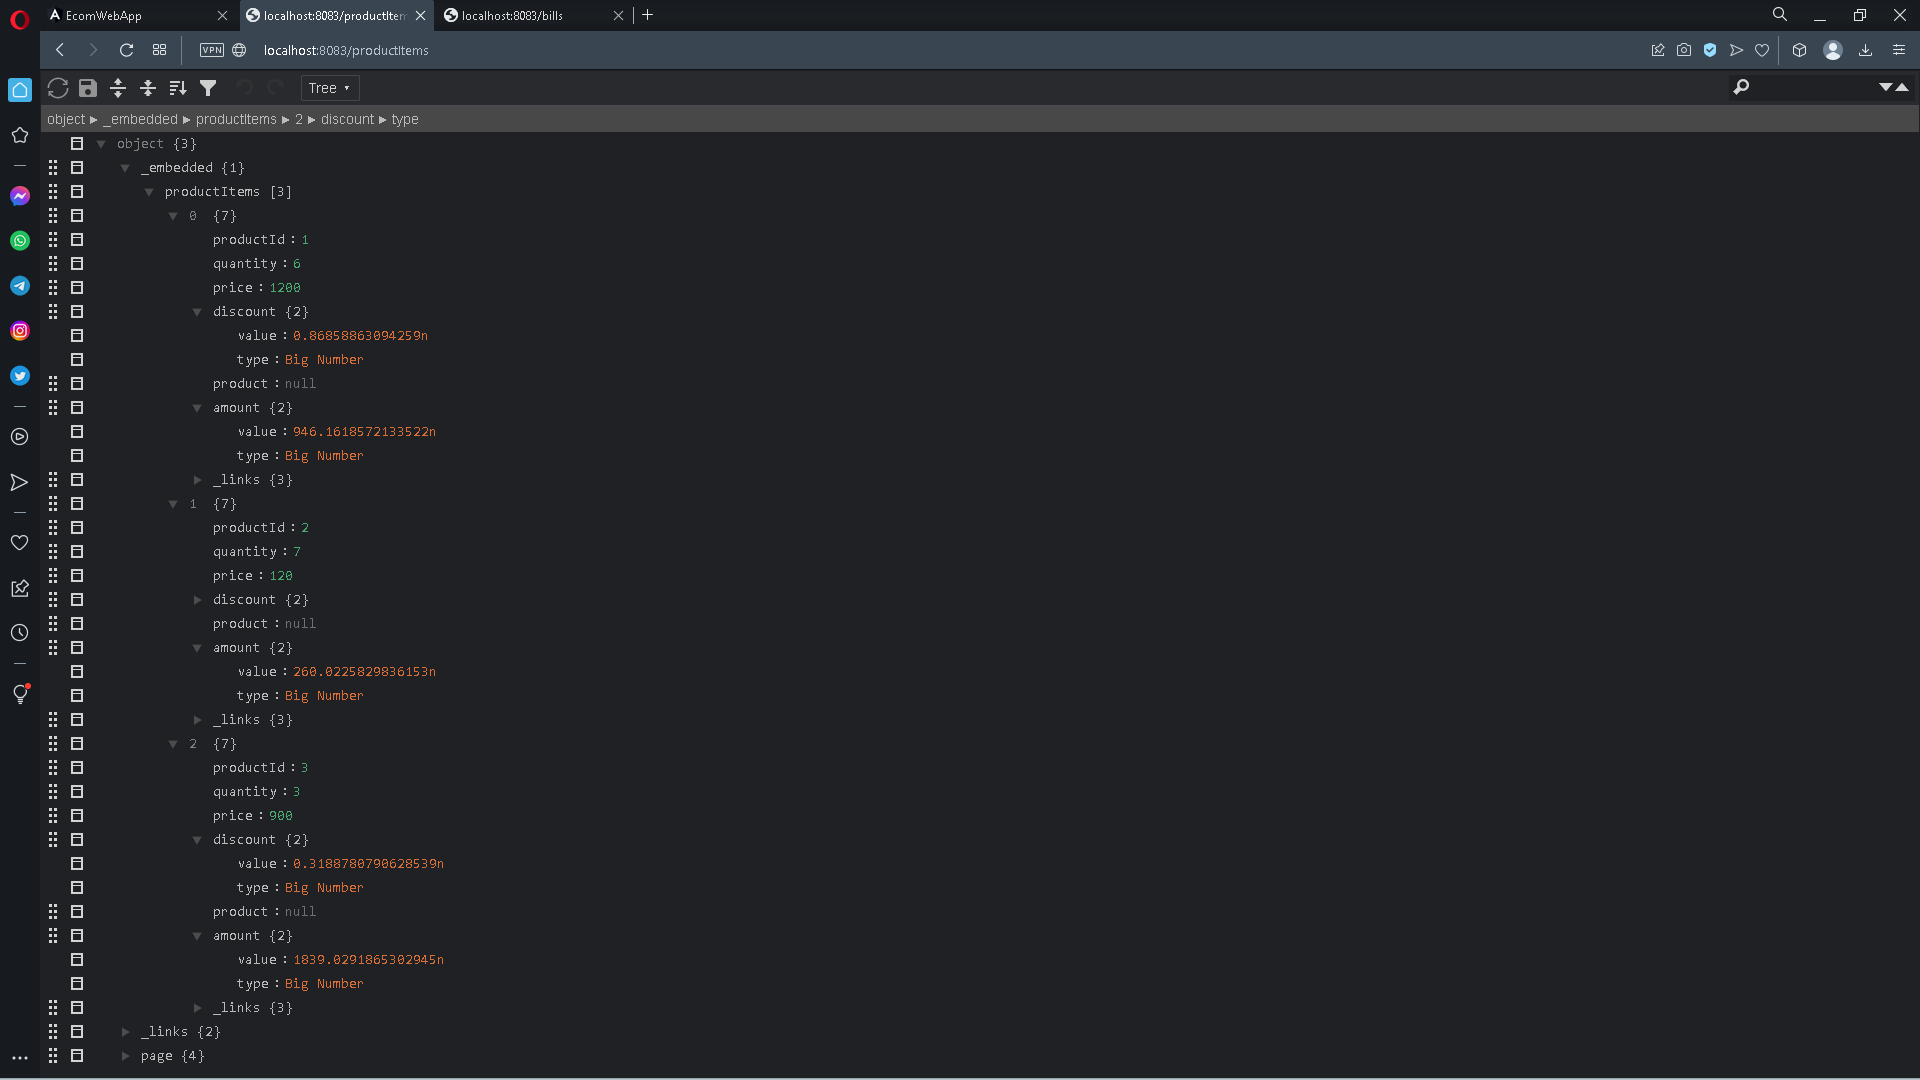 EcomWebApp
localhost:8083/productItem
localhost:8083/bills
VPN
localhost:8083/productItems
Tree
object ▶ _embedded ▶ productItems ▶ 2 ▶ discount ▶ type
object {3}
_embedded {1}
productItems [3]
0 {7}
productId : 1
quantity : 6
price : 1200
discount {2}
value : 0.86858863094259n
type : Big Number
product : null
amount {2}
value : 946.1618572133522n
type : Big Number
_links {3}
1 {7}
productId : 2
quantity : 7
price : 120
discount {2}
product : null
amount {2}
value : 260.0225829836153n
type : Big Number
_links {3}
2 {7}
productId : 3
quantity : 3
price : 900
discount {2}
value : 0.3188780790628539n
type : Big Number
product : null
amount {2}
value : 1839.0291865302945n
type : Big Number
_links {3}
_links {2}
page {4}